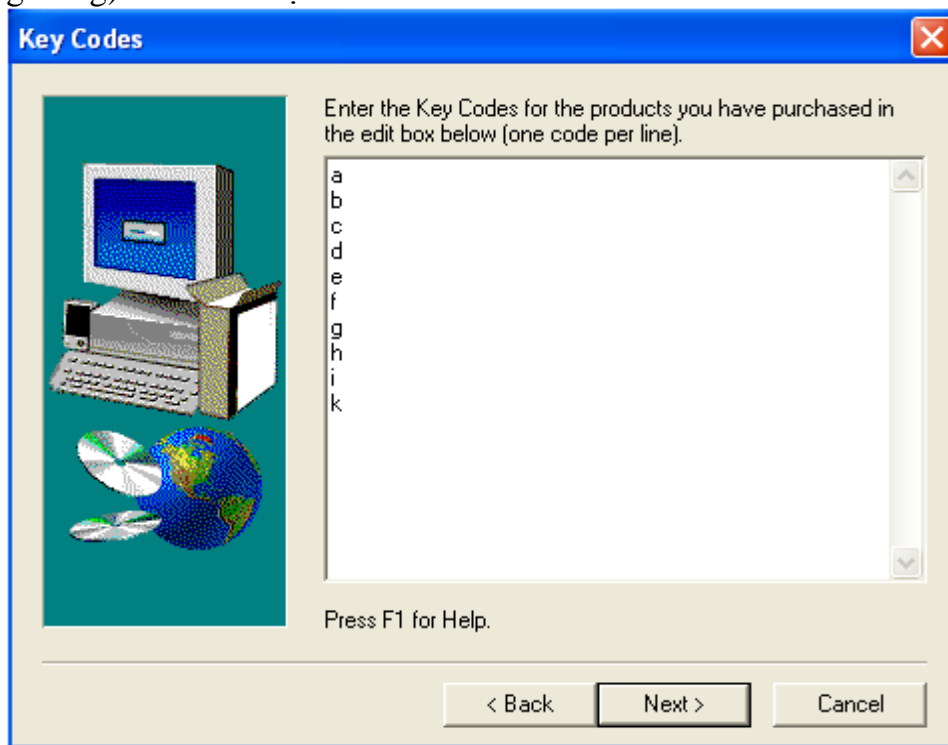 Key Codes
Enter the Key Codes for the products you have purchased in
the edit box below (one code per line).
a
b
c
d
e
f
g
h
i
k
Press F1 for Help.
< Back
Next >
Cancel